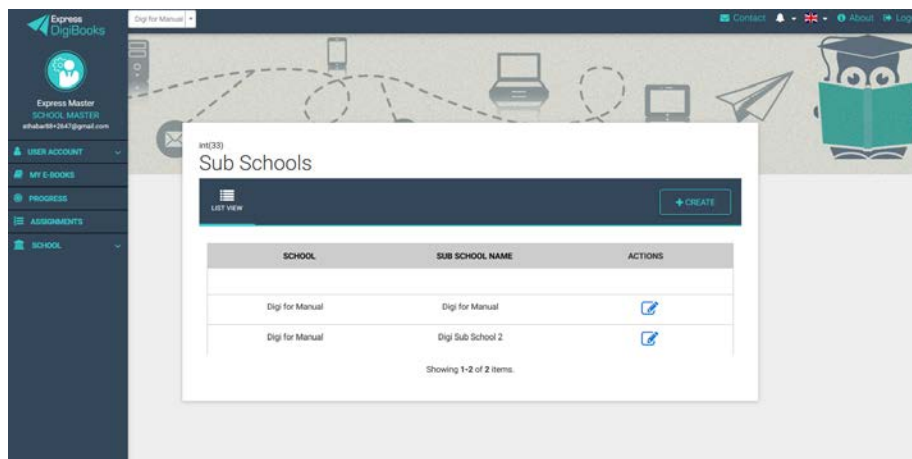 Express
DigiBooks
Digi for Manual
Contact
About
Log
Express Master
SCHOOL MASTER
USER ACCOUNT
MY E-BOOKS
PROGRESS
ASSIGNMENTS
SCHOOL
int(33)
Sub Schools
LIST VIEW
+ CREATE
SCHOOL SUB SCHOOL NAME ACTIONS
Digi for Manual Digi for Manual
Digi for Manual Digi Sub School 2
Showing 1-2 of 2 items.